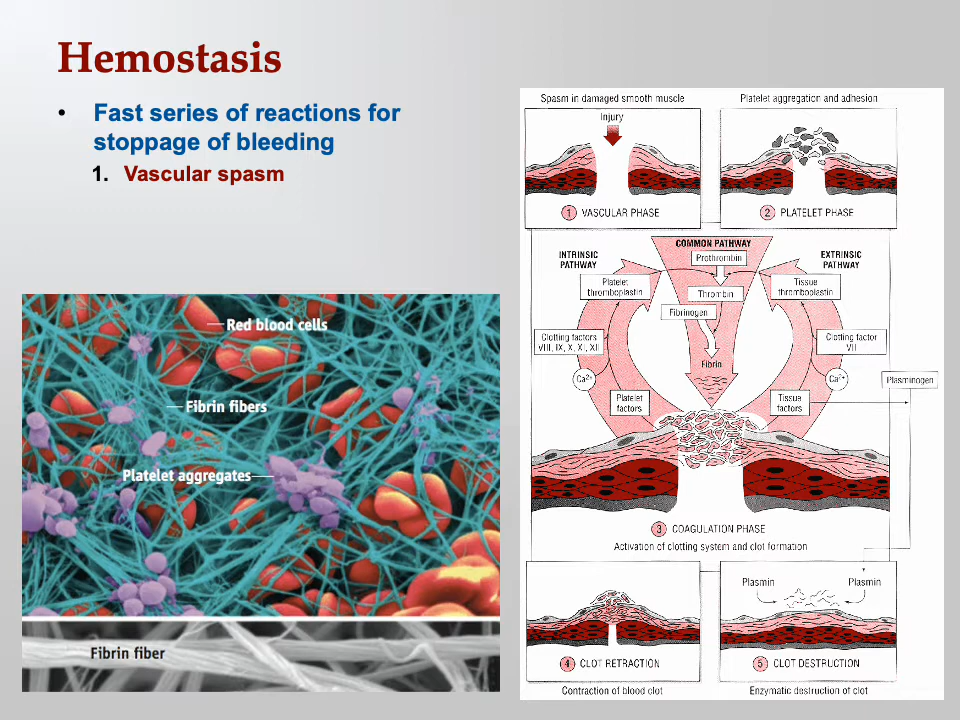 Hemostasis
• Fast series of reactions for
stoppage of bleeding
1. Vascular spasm
Red blood cells
Fibrin fibers
Platelet aggregates
Fibrin fiber
Spasm in damaged smooth muscle
Injury
1 VASCULAR PHASE
Platelet aggregation and adhesion
2 PLATELET PHASE
COMMON PATHWAY
Prothrombin
INTRINSIC
PATHWAY
EXTRINSIC
PATHWAY
Platelet
thromboplastin
Thrombin
Tissue
thromboplastin
Fibrinogen
Clotting factors
VIII, IX, X, XI, XII
Clotting factor
VII
Fibrin
Ca2+
Ca2+
Plasminogen
Platelet
factors
Tissue
factors
3 COAGULATION PHASE
Activation of clotting system and clot formation
4 CLOT RETRACTION
Contraction of blood clot
Plasmin
Plasmin
5 CLOT DESTRUCTION
Enzymatic destruction of clot